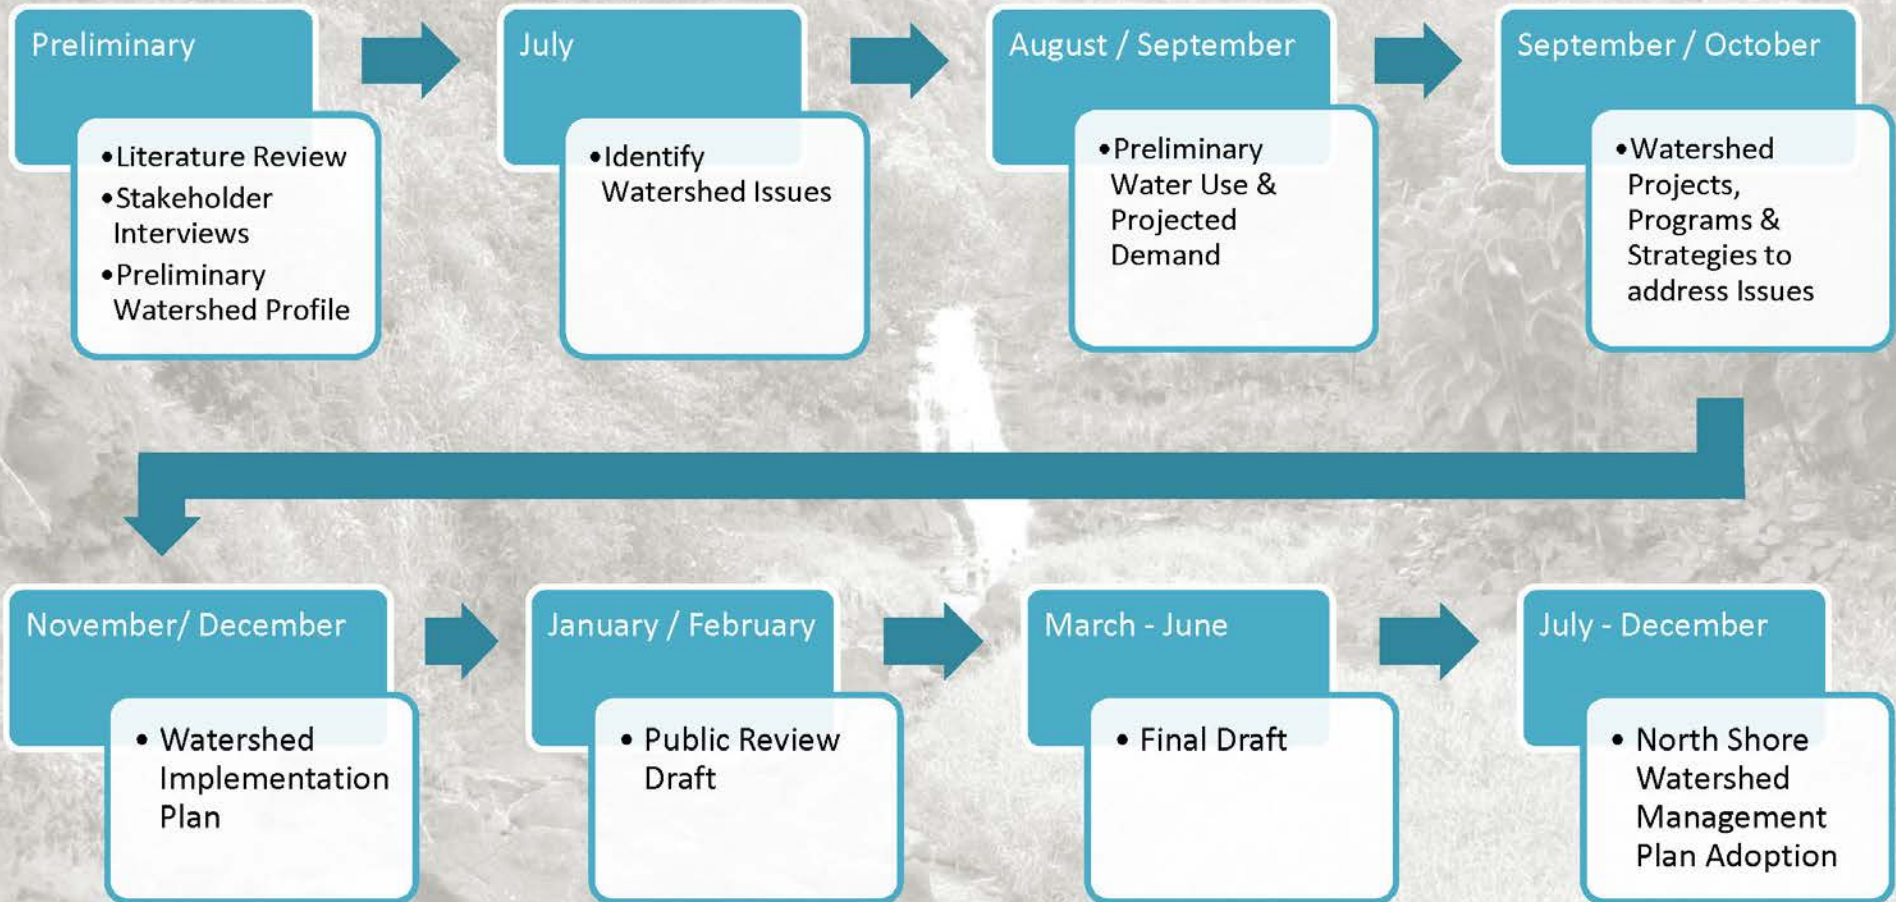 Preliminary
•Literature Review
•Stakeholder
Interviews
•Preliminary
Watershed Profile
July
•Identify
Watershed Issues
August / September
•Preliminary
Water Use &
Projected
Demand
September / October
•Watershed
Projects,
Programs &
Strategies to
address Issues
November/ December
• Watershed
Implementation
Plan
January / February
• Public Review
Draft
March - June
• Final Draft
July - December
• North Shore
Watershed
Management
Plan Adoption